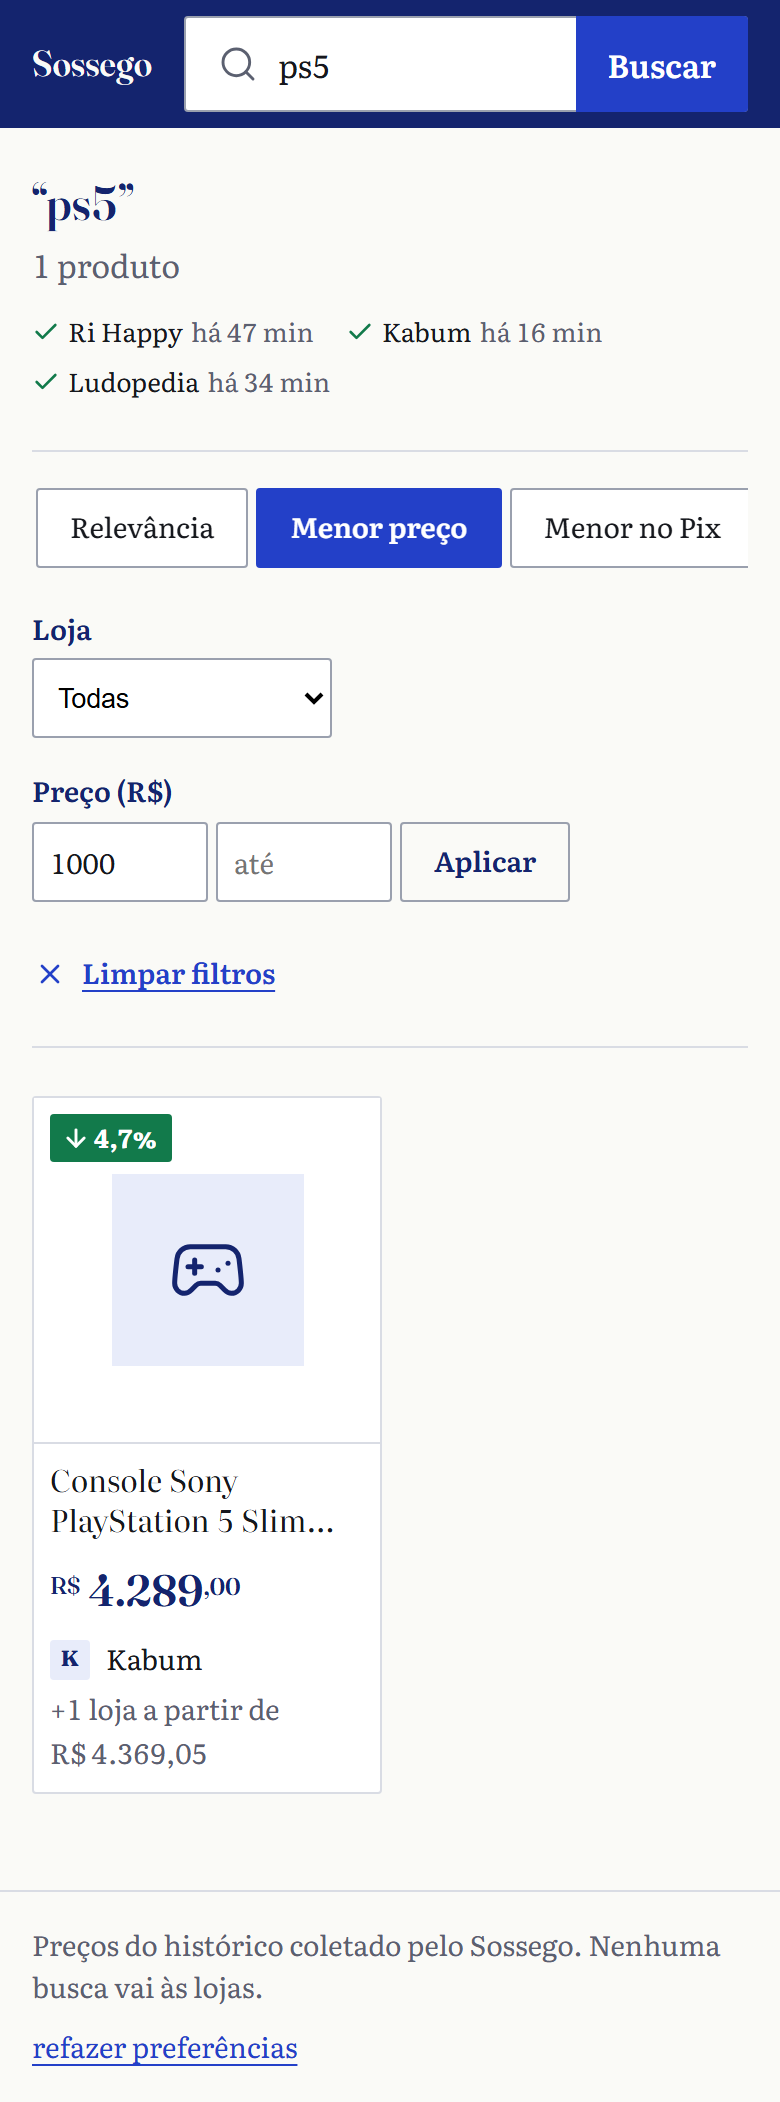 Sossego
ps5
Buscar
“ps5”
1 produto
Ri Happy há 47 min
Kabum há 16 min
Ludopedia há 34 min
Relevância
Menor preço
Menor no Pix
Loja
Todas
Preço (R$)
1000
até
Aplicar
Limpar filtros
4,7%
Console Sony
PlayStation 5 Slim...
R$ 4.289,00
K
Kabum
+1 loja a partir de
R$ 4.369,05
Preços do histórico coletado pelo Sossego. Nenhuma
busca vai às lojas.
refazer preferências